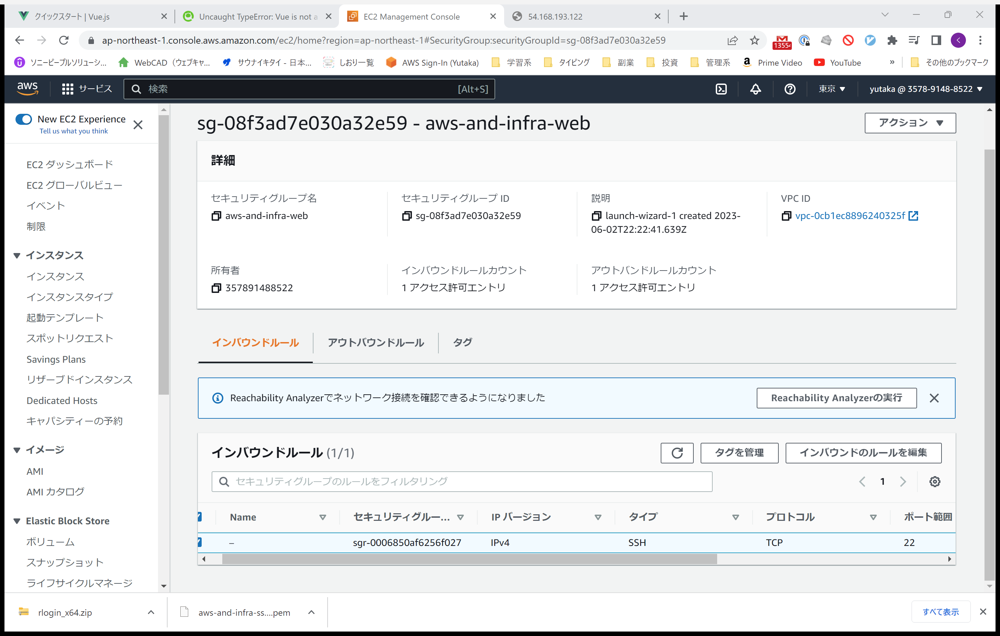 クイックスタート | Vue.js
Uncaught TypeError: Vue is not a
EC2 Management Console
54.168.193.122
ap-northeast-1.console.aws.amazon.com/ec2/home?region=ap-northeast-1#SecurityGroup:securityGroupId=sg-08f3ad7e030a32e59
ソニーピープルソリューシ...
WebCAD（ウェブキャ...
サウナイキタイ - 日本...
しおり一覧
AWS Sign-In (Yutaka)
学習系
タイピング
副業
投資
管理系
Prime Video
YouTube
»
その他のブックマーク
aws
サービス
検索
[Alt+S]
東京
yutaka @ 3578-9148-8522
New EC2 Experience
Tell us what you think
EC2 ダッシュボード
EC2 グローバルビュー
イベント
制限
インスタンス
インスタンス
インスタンスタイプ
起動テンプレート
スポットリクエスト
Savings Plans
リザーブドインスタンス
Dedicated Hosts
キャパシティーの予約
イメージ
AMI
AMI カタログ
Elastic Block Store
ボリューム
スナップショット
ライフサイクルマネージ
sg-08f3ad7e030a32e59 - aws-and-infra-web
アクション
詳細
セキュリティグループ名
aws-and-infra-web
セキュリティグループ ID
sg-08f3ad7e030a32e59
説明
launch-wizard-1 created 2023-
06-02T22:22:41.639Z
VPC ID
vpc-0cb1ec8896240325f
所有者
357891488522
インバウンドルールカウント
1 アクセス許可エントリ
アウトバンドルールカウント
1 アクセス許可エントリ
インバウンドルール
アウトバウンドルール
タグ
Reachability Analyzerでネットワーク接続を確認できるようになりました
Reachability Analyzerの実行
インバウンドルール (1/1)
タグを管理
インバウンドのルールを編集
セキュリティグループのルールをフィルタリング
1
Name
セキュリティグルー...
IP バージョン
タイプ
プロトコル
ポート範囲
–
sgr-0006850af6256f027
IPv4
SSH
TCP
22
rlogin_x64.zip
aws-and-infra-ss....pem
すべて表示